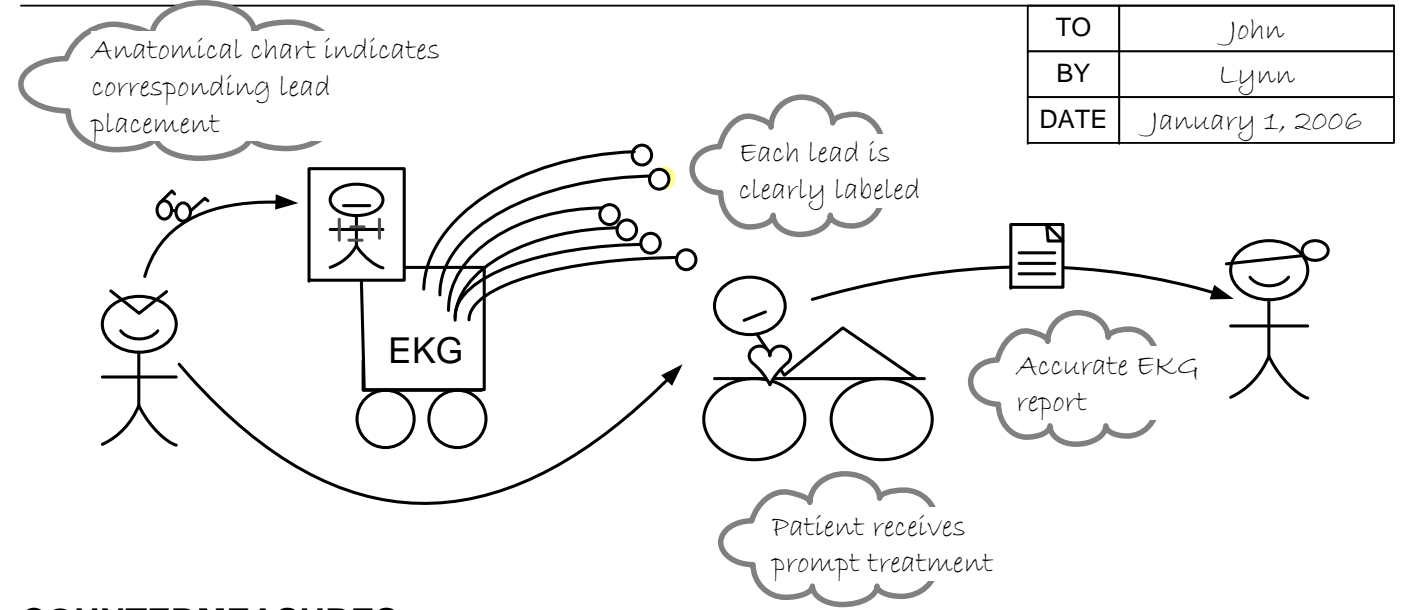 TO John
BY Lynn
DATE January 1, 2006
Anatomical chart indicates
corresponding lead
placement
Each lead is
clearly labeled
EKG
Accurate EKG
report
Patient receives
prompt treatment
COUNTERMEASURES